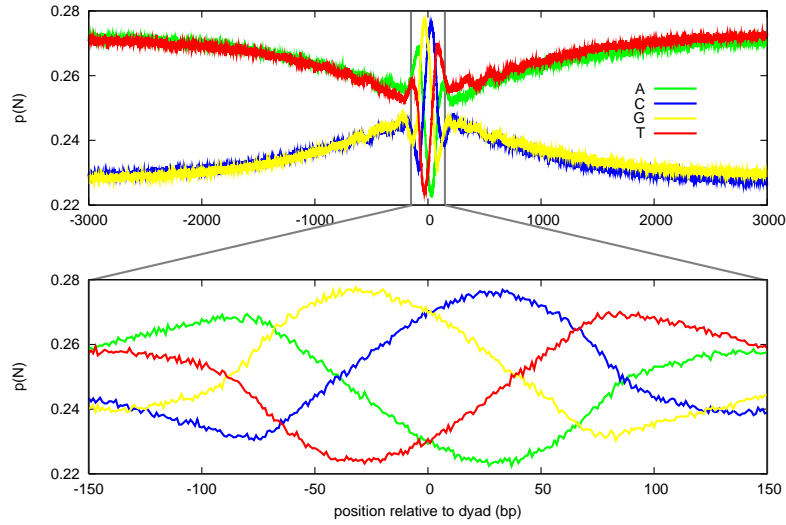 0.28
0.26
0.24
0.22
p(N)
A
C
G
T
-3000 -2000 -1000 0 1000 2000 3000
0.28
0.26
0.24
0.22
p(N)
-150 -100 -50 0 50 100 150
position relative to dyad (bp)